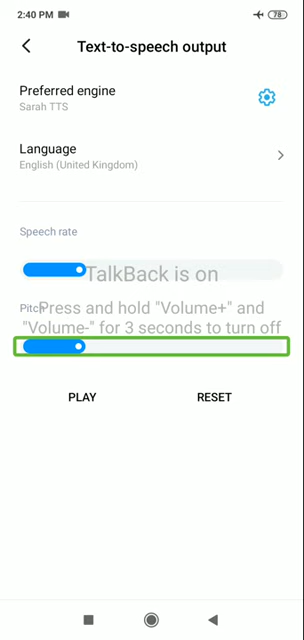 2:40 PM
78
Text-to-speech output
Preferred engine
Sarah TTS
Language
English (United Kingdom)
Speech rate
TalkBack is on
Pitch
Press and hold "Volume+" and
"Volume-" for 3 seconds to turn off
PLAY
RESET